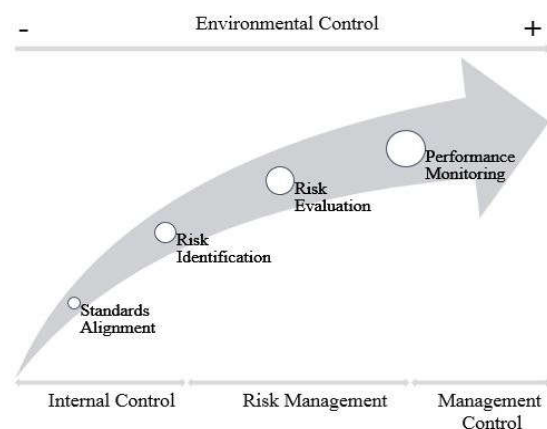 Environmental Control
- +
Performance
Monitoring
Risk
Evaluation
Risk
Identification
Standards
Alignment
Internal Control
Risk Management
Management
Control